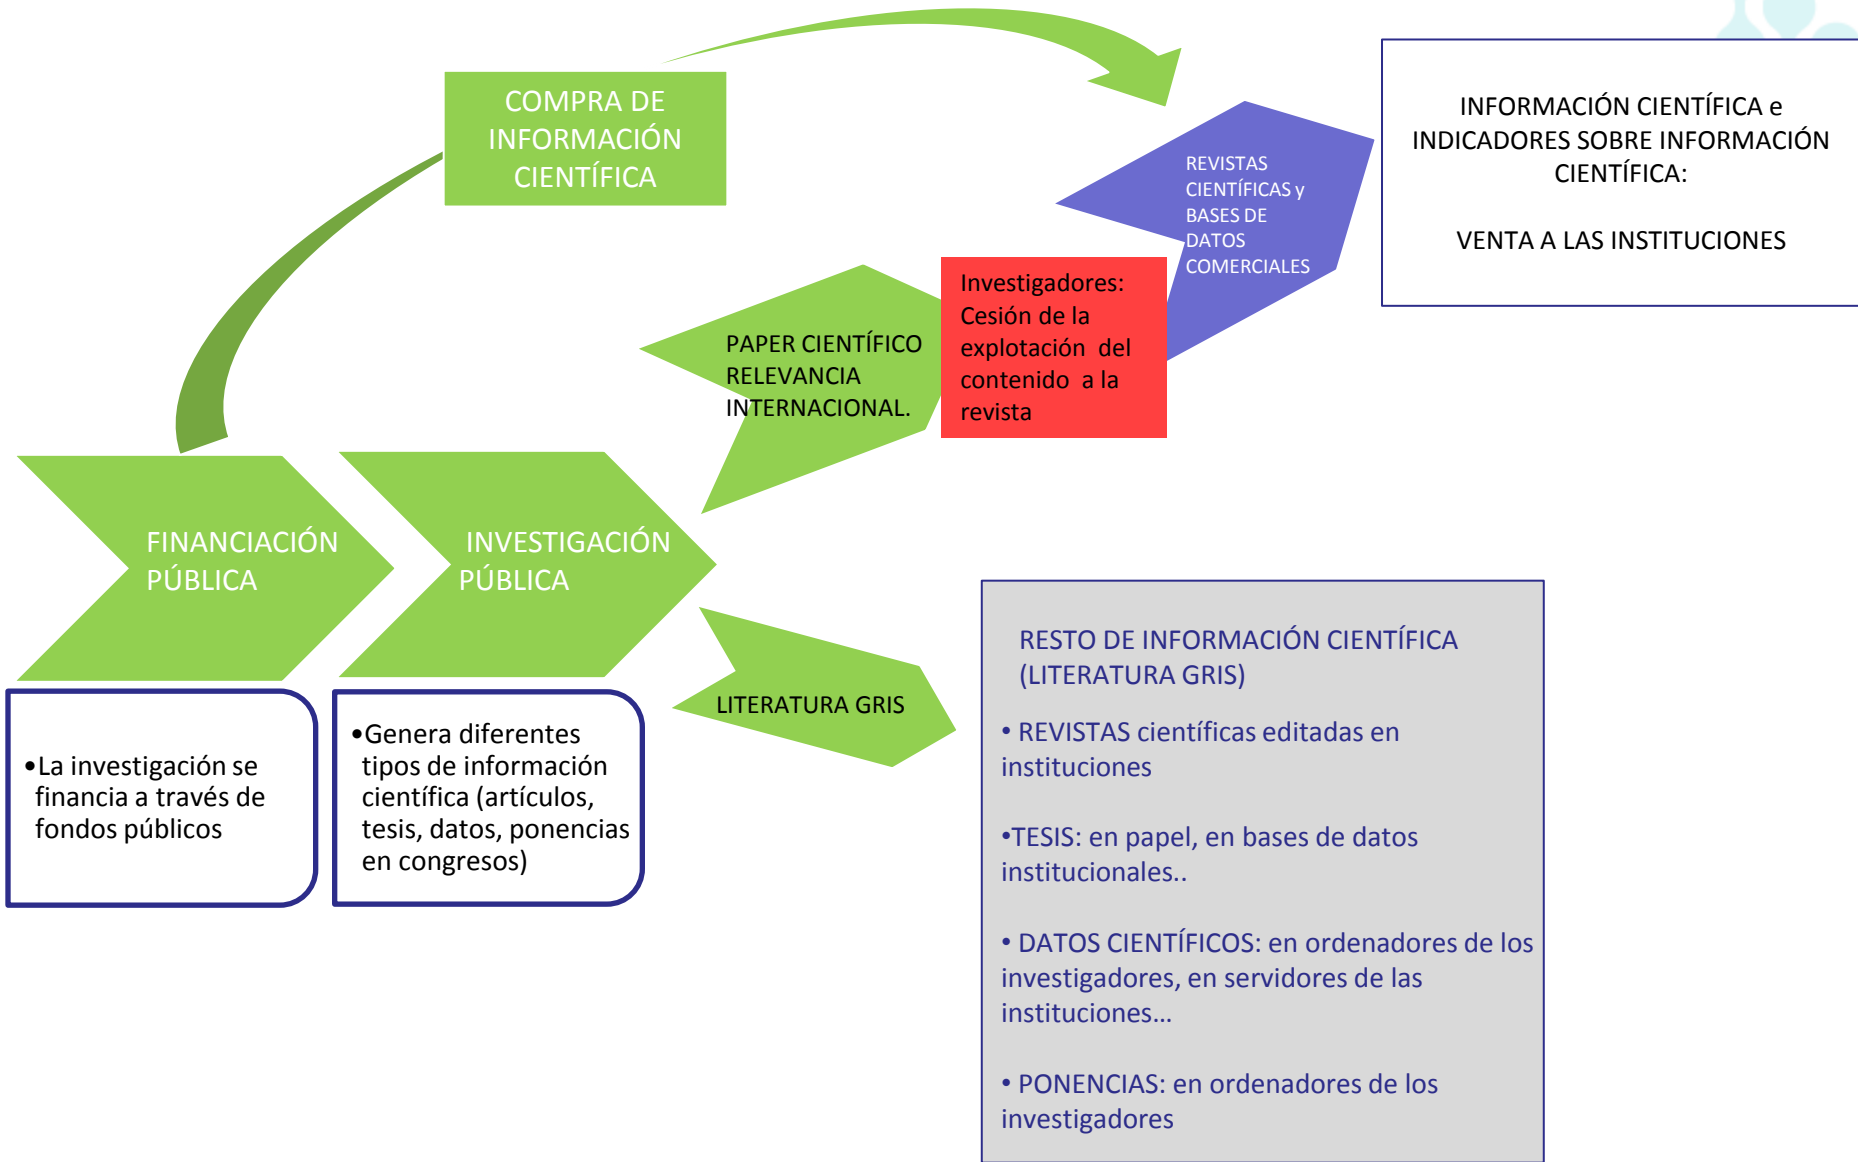 COMPRA DE
INFORMACIÓN
CIENTÍFICA
REVISTAS
CIENTÍFICAS y
BASES DE
DATOS
COMERCIALES
INFORMACIÓN CIENTÍFICA e
INDICADORES SOBRE INFORMACIÓN
CIENTÍFICA:
VENTA A LAS INSTITUCIONES
PAPER CIENTÍFICO
RELEVANCIA
INTERNACIONAL.
Investigadores:
Cesión de la
explotación del
contenido a la
revista
FINANCIACIÓN
PÚBLICA
INVESTIGACIÓN
PÚBLICA
•La investigación se
financia a través de
fondos públicos
•Genera diferentes
tipos de información
científica (artículos,
tesis, datos, ponencias
en congresos)
LITERATURA GRIS
RESTO DE INFORMACIÓN CIENTÍFICA
(LITERATURA GRIS)
• REVISTAS científicas editadas en
instituciones
•TESIS: en papel, en bases de datos
institucionales..
• DATOS CIENTÍFICOS: en ordenadores de los
investigadores, en servidores de las
instituciones…
• PONENCIAS: en ordenadores de los
investigadores